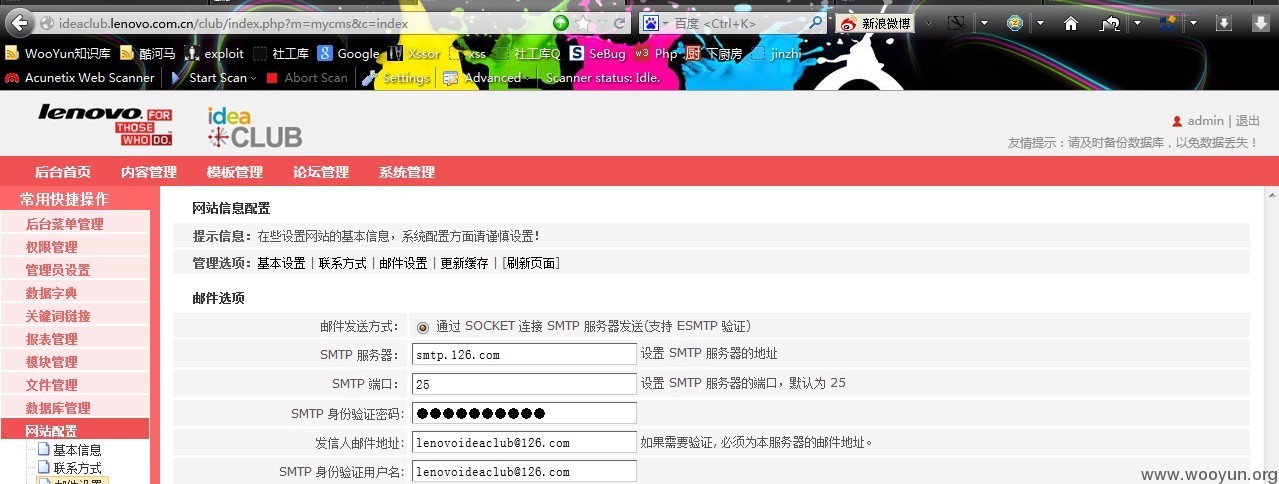 ideaclub.lenovo.com.cn/club/index.php?m=mycms&c=index 百度 <Ctrl+K> 新浪微博
WooYun知识库 酷河马 exploit 社工库 Google Xssor xss 社工库Q SeBug Php 下厨房 jinzhi
Acunetix Web Scanner Start Scan Abort Scan Settings Advanced Scanner status: Idle.
lenovo FOR THOSE WHO DO. idea CLUB
admin | 退出
友情提示：请及时备份数据库，以免数据丢失！
后台首页 内容管理 模板管理 论坛管理 系统管理
常用快捷操作
后台菜单管理
权限管理
管理员设置
数据字典
关键词链接
报表管理
模块管理
文件管理
数据库管理
网站配置
基本信息
联系方式
邮件设置
网站信息配置
提示信息：在些设置网站的基本信息，系统配置方面请谨慎设置！
管理选项：基本设置 | 联系方式 | 邮件设置 | 更新缓存 | [刷新页面]
邮件选项
邮件发送方式： 通过 SOCKET 连接 SMTP 服务器发送(支持 ESMTP 验证)
SMTP 服务器： smtp.126.com 设置 SMTP 服务器的地址
SMTP 端口： 25 设置 SMTP 服务器的端口，默认为 25
SMTP 身份验证密码： ●●●●●●●●●●
发信人邮件地址： lenovoideaclub@126.com 如果需要验证, 必须为本服务器的邮件地址。
SMTP 身份验证用户名： lenovoideaclub@126.com
www.wooyun.org